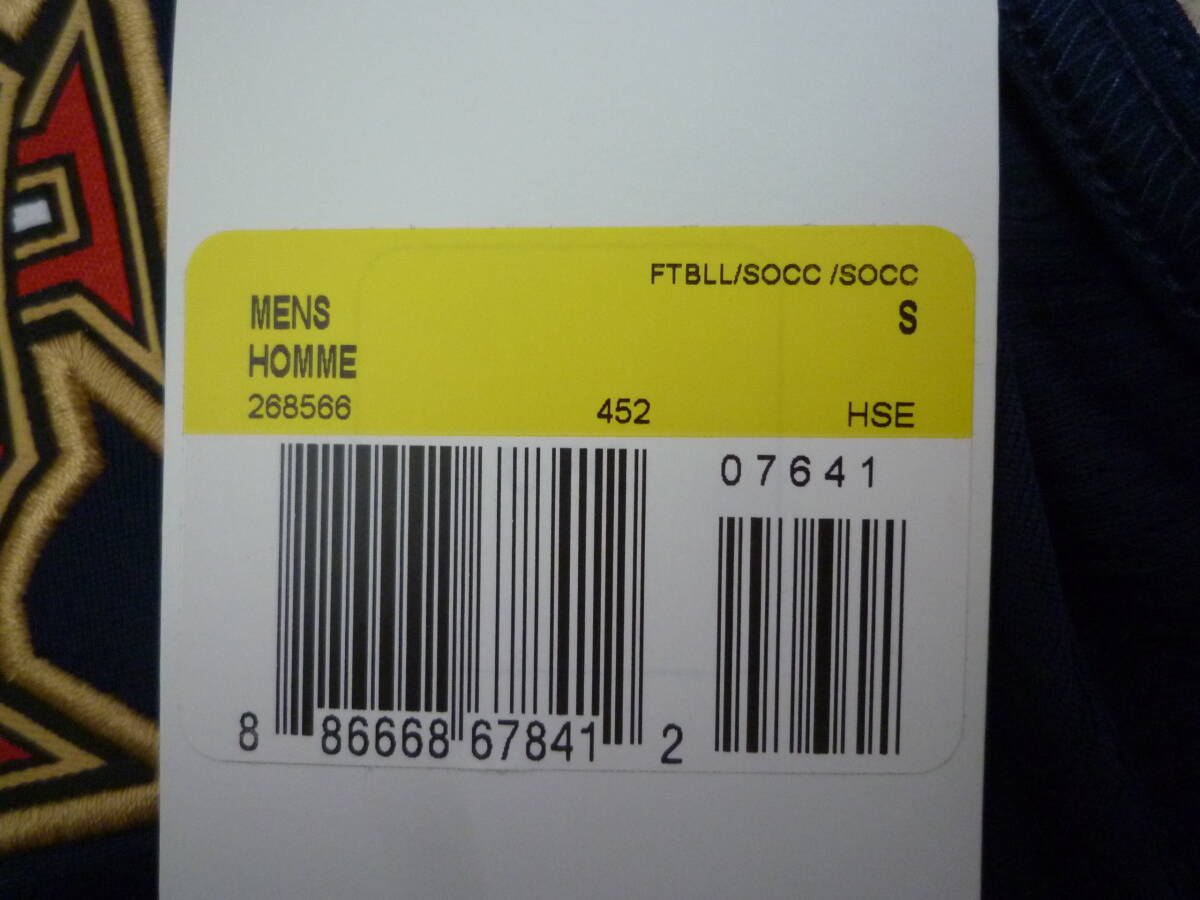 FTBLL/SOCC /SOCC
MENS S
HOMME
268566 452 HSE
07641
8 86668 67841 2